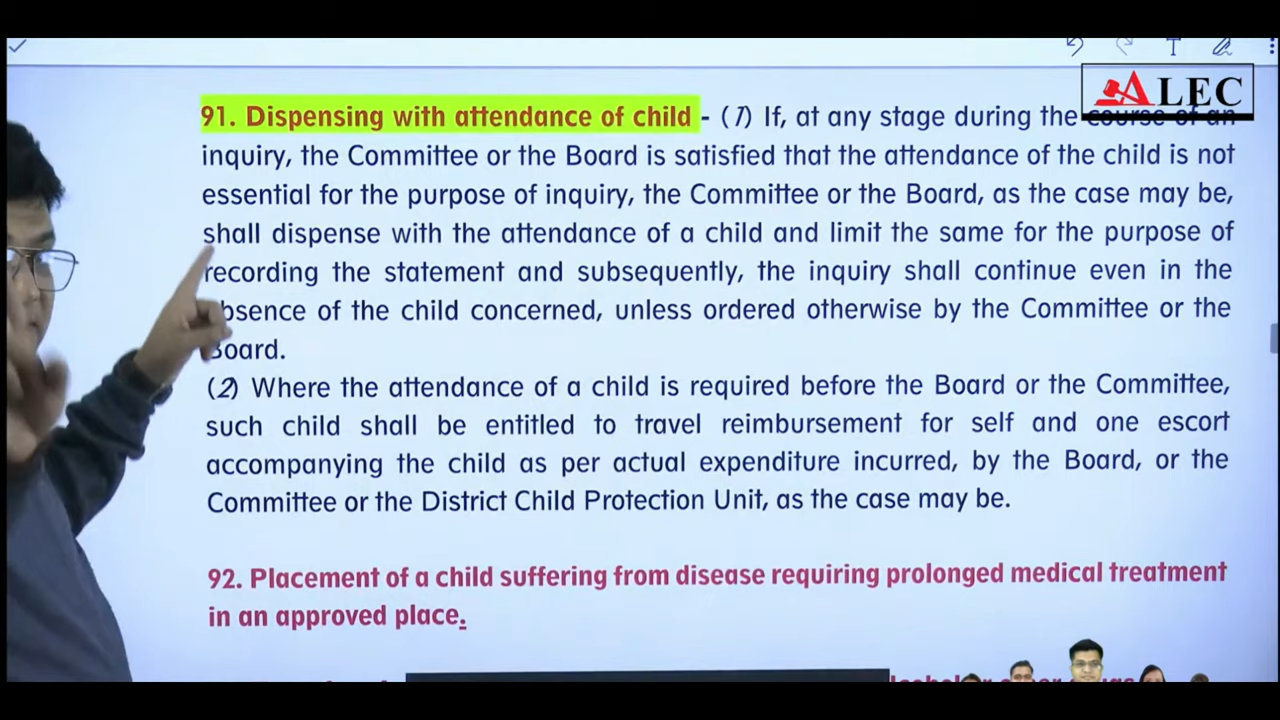 ALEC
91. Dispensing with attendance of child - (1) If, at any stage during the course of an
inquiry, the Committee or the Board is satisfied that the attendance of the child is not
essential for the purpose of inquiry, the Committee or the Board, as the case may be,
shall dispense with the attendance of a child and limit the same for the purpose of
recording the statement and subsequently, the inquiry shall continue even in the
absence of the child concerned, unless ordered otherwise by the Committee or the
Board.
(2) Where the attendance of a child is required before the Board or the Committee,
such child shall be entitled to travel reimbursement for self and one escort
accompanying the child as per actual expenditure incurred, by the Board, or the
Committee or the District Child Protection Unit, as the case may be.
92. Placement of a child suffering from disease requiring prolonged medical treatment
in an approved place.